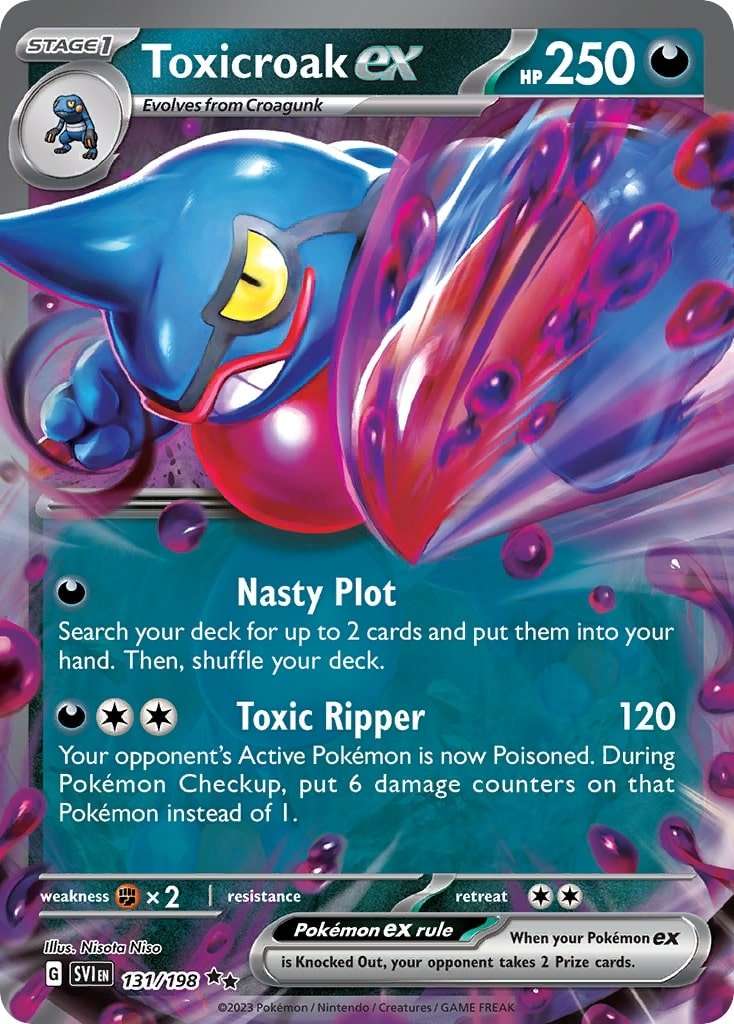 STAGE 1
Toxicroak ex
HP 250
Evolves from Croagunk
Nasty Plot
Search your deck for up to 2 cards and put them into your
hand. Then, shuffle your deck.
Toxic Ripper 120
Your opponent's Active Pokémon is now Poisoned. During
Pokémon Checkup, put 6 damage counters on that
Pokémon instead of 1.
weakness ×2 resistance retreat
Pokémon ex rule When your Pokémon ex
is Knocked Out, your opponent takes 2 Prize cards.
Illus. Nisota Niso
G SVI EN 131/198
©2023 Pokémon / Nintendo / Creatures / GAME FREAK